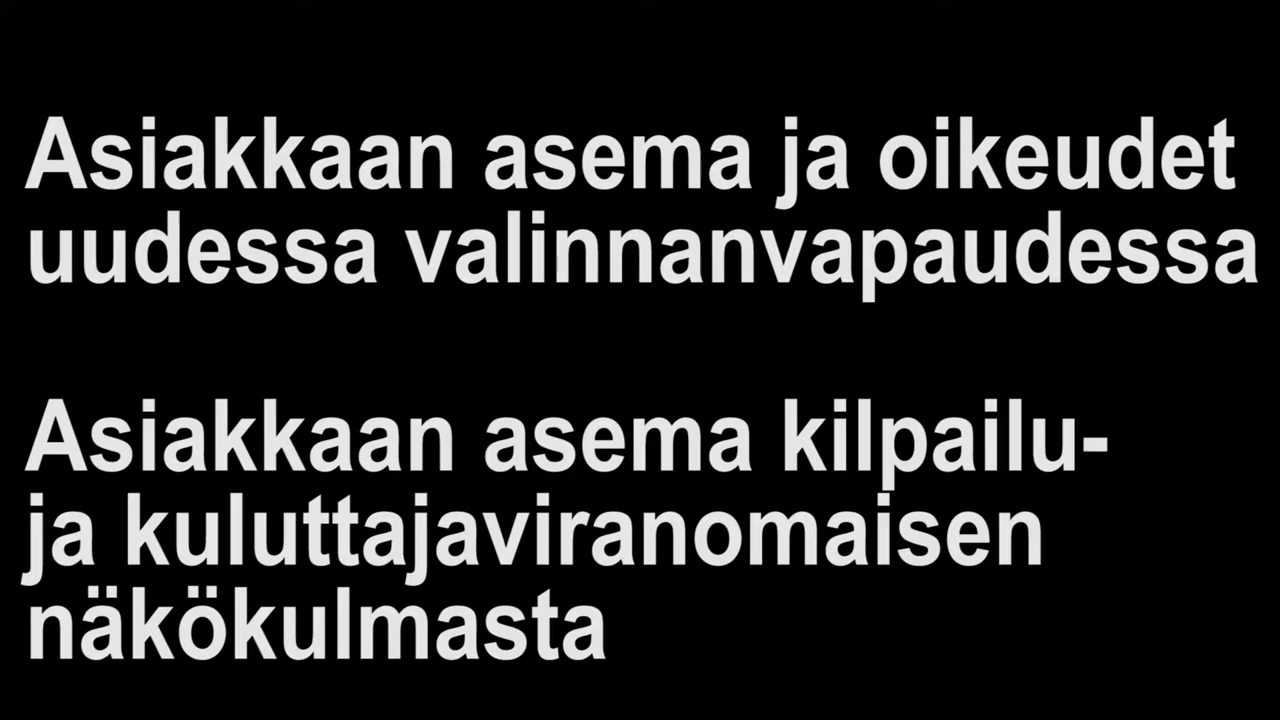 Asiakkaan asema ja oikeudet
uudessa valinnanvapaudessa
Asiakkaan asema kilpailu-
ja kuluttajaviranomaisen
näkökulmasta